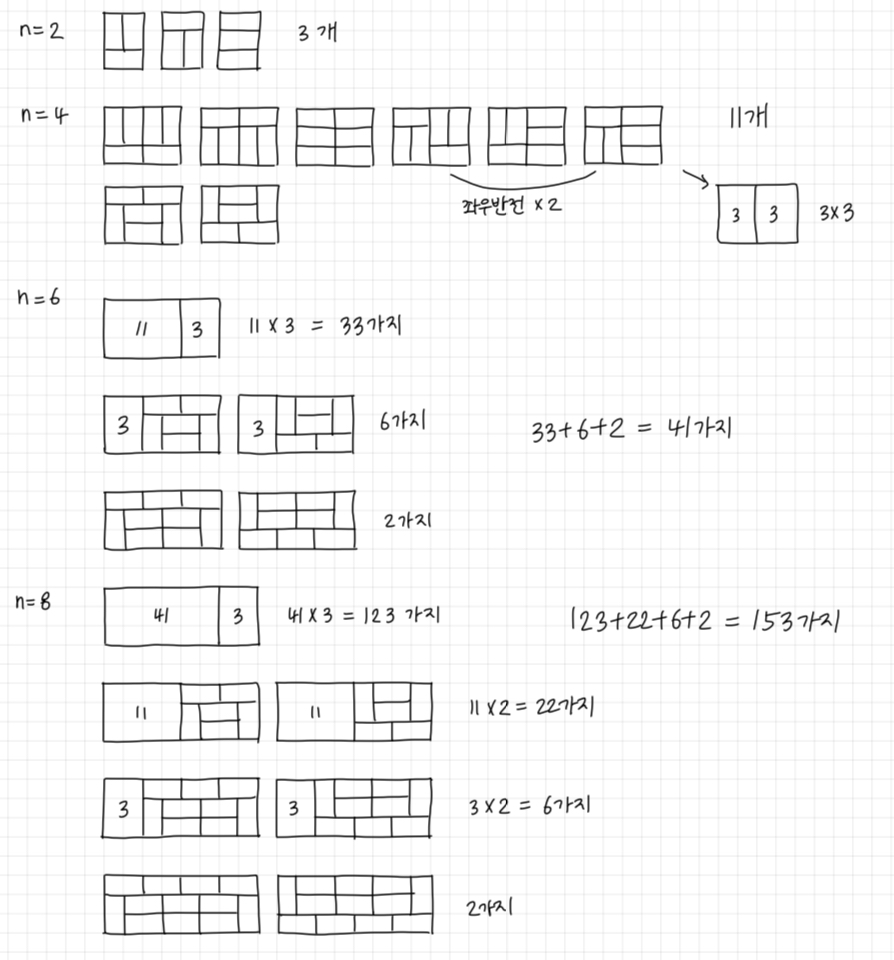 n=2 3개
n=4 11개
좌우반전 ×2
3 3 3×3
n=6
11 3 11×3 = 33가지
3 3 6가지
33+6+2 = 41가지
2가지
n=8
41 3 41×3 = 123가지
123+22+6+2 = 153가지
11 11 11×2=22가지
3 3 3×2 = 6가지
2가지